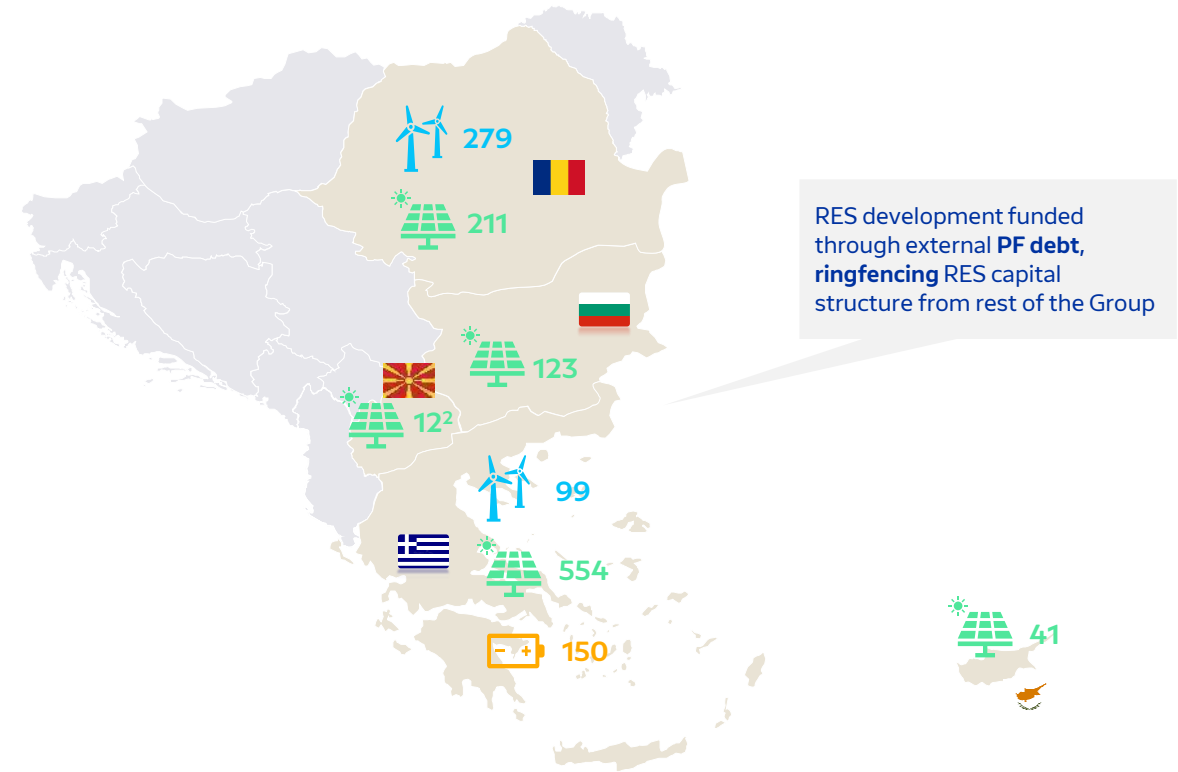 279
211
RES development funded
through external PF debt,
ringfencing RES capital
structure from rest of the Group
123
12²
99
554
41
150